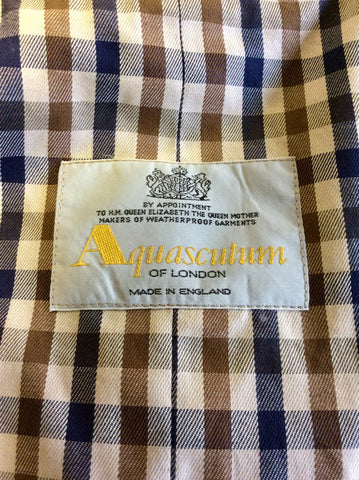 BY APPOINTMENT
TO H.M. QUEEN ELIZABETH THE QUEEN MOTHER
MAKERS OF WEATHERPROOF GARMENTS
Aquascutum
OF LONDON
MADE IN ENGLAND